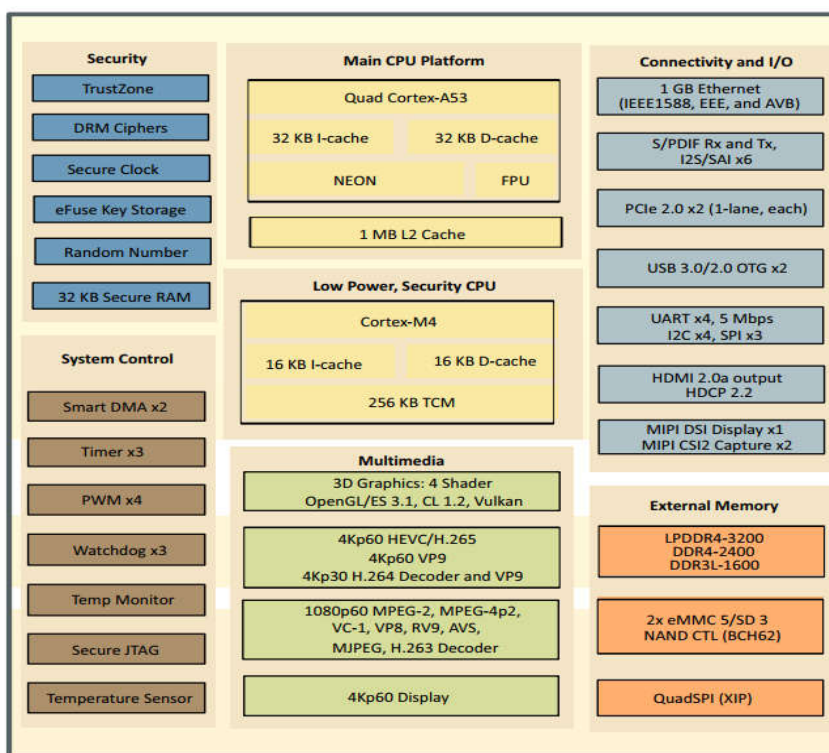 Security
TrustZone
DRM Ciphers
Secure Clock
eFuse Key Storage
Random Number
32 KB Secure RAM
System Control
Smart DMA x2
Timer x3
PWM x4
Watchdog x3
Temp Monitor
Secure JTAG
Temperature Sensor
Main CPU Platform
Quad Cortex-A53
32 KB I-cache
32 KB D-cache
NEON
FPU
1 MB L2 Cache
Low Power, Security CPU
Cortex-M4
16 KB I-cache
16 KB D-cache
256 KB TCM
Multimedia
3D Graphics: 4 Shader
OpenGL/ES 3.1, CL 1.2, Vulkan
4Kp60 HEVC/H.265
4Kp60 VP9
4Kp30 H.264 Decoder and VP9
1080p60 MPEG-2, MPEG-4p2,
VC-1, VP8, RV9, AVS,
MJPEG, H.263 Decoder
4Kp60 Display
Connectivity and I/O
1 GB Ethernet
(IEEE1588, EEE, and AVB)
S/PDIF Rx and Tx,
I2S/SAI x6
PCIe 2.0 x2 (1-lane, each)
USB 3.0/2.0 OTG x2
UART x4, 5 Mbps
I2C x4, SPI x3
HDMI 2.0a output
HDCP 2.2
MIPI DSI Display x1
MIPI CSI2 Capture x2
External Memory
LPDDR4-3200
DDR4-2400
DDR3L-1600
2x eMMC 5/SD 3
NAND CTL (BCH62)
QuadSPI (XIP)